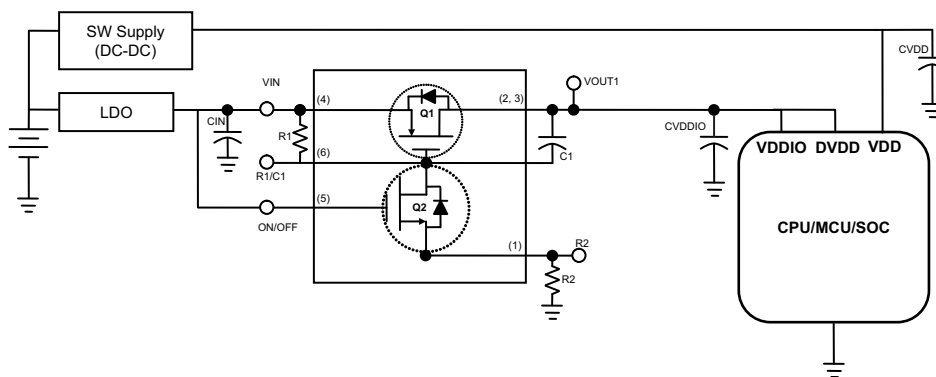 SW Supply
(DC-DC)
CVDD
VIN
VOUT1
LDO
(4)
(2, 3)
Q1
CIN
R1
CVDDIO
C1
VDDIO DVDD VDD
(6)
R1/C1
(5)
Q2
ON/OFF
CPU/MCU/SOC
(1)
R2
R2